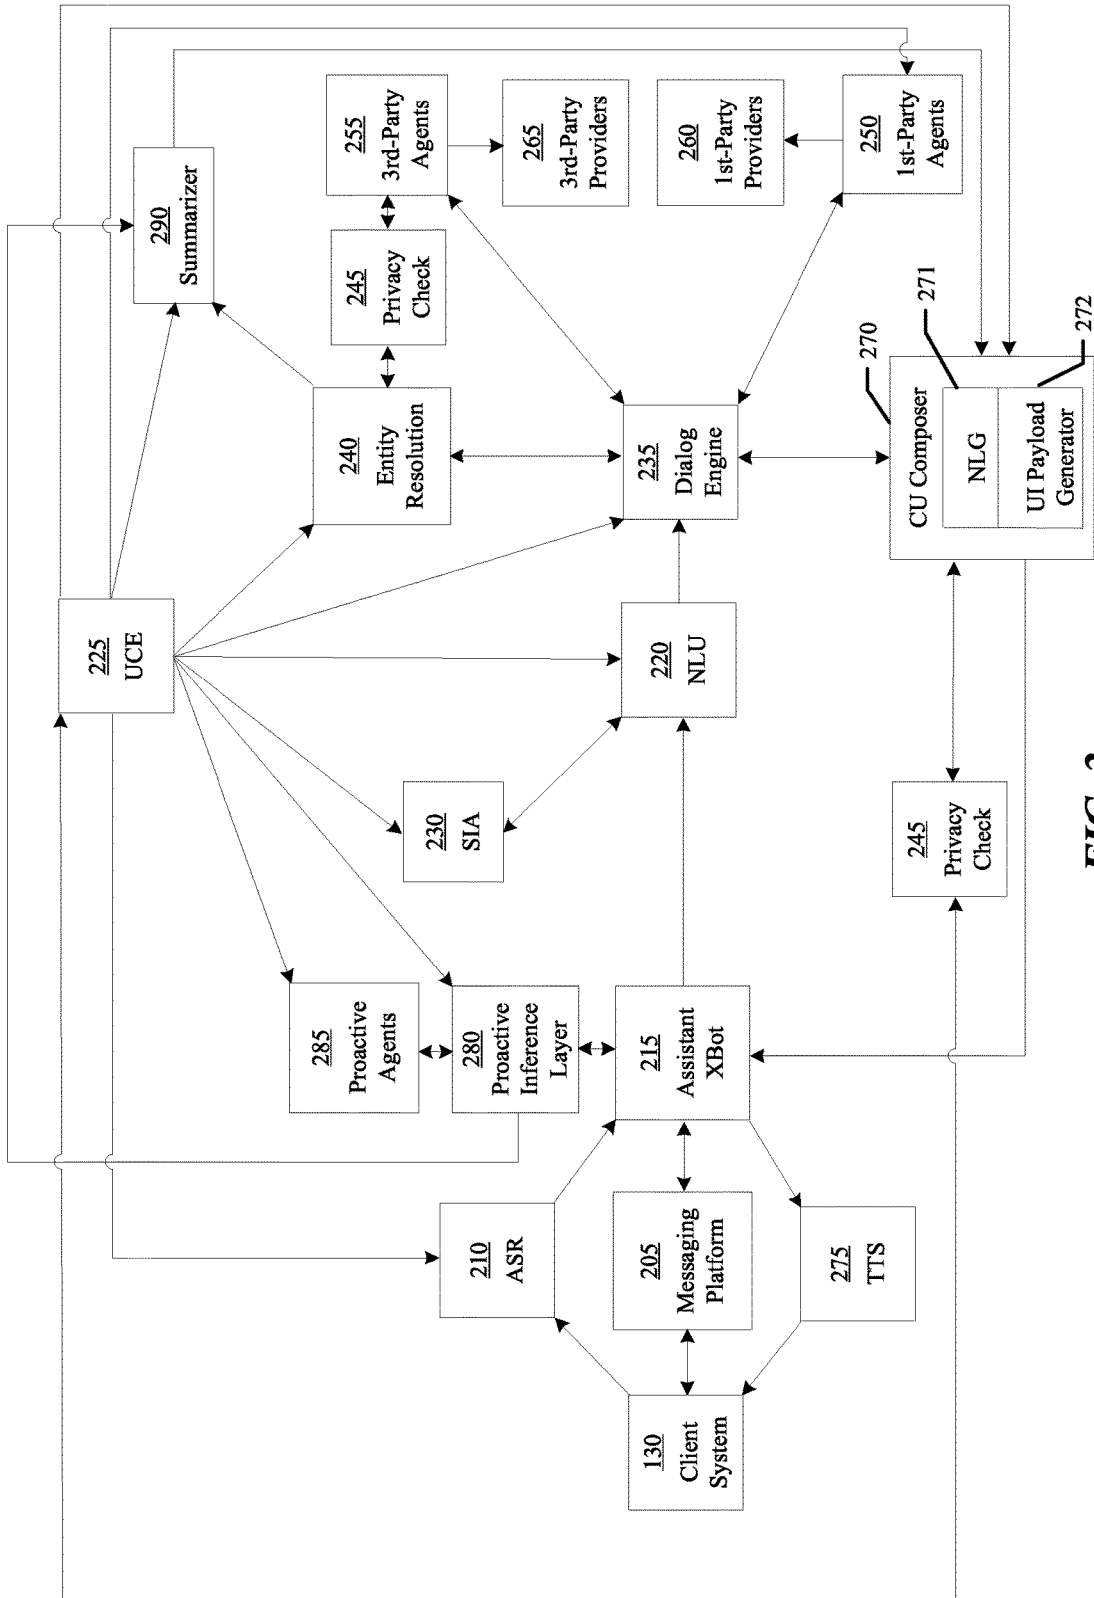 225
UCE
290
Summarizer
285
Proactive
Agents
240
Entity
Resolution
245
Privacy
Check
255
3rd-Party
Agents
210
ASR
280
Proactive
Inference
Layer
230
SIA
265
3rd-Party
Providers
130
Client
System
205
Messaging
Platform
215
Assistant
XBot
220
NLU
235
Dialog
Engine
260
1st-Party
Providers
275
TTS
245
Privacy
Check
270
CU Composer
271
NLG
272
UI Payload
Generator
250
1st-Party
Agents
FIG.